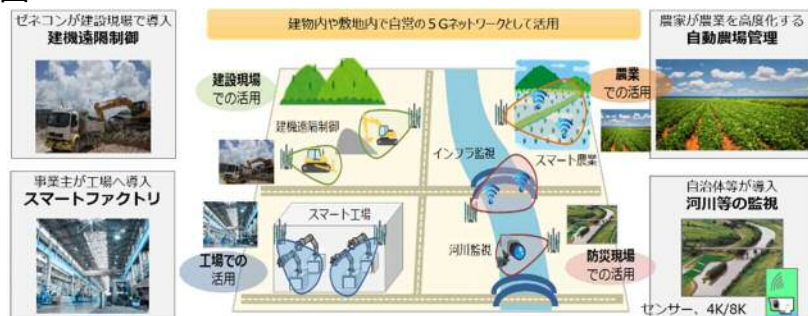 ゼネコンが建設現場で導入
建機遠隔制御
建物内や敷地内で自営の5Gネットワークとして活用
農家が農業を高度化する
自動農場管理
建設現場
での活用
農業
での活用
建機遠隔制御
インフラ監視
スマート農業
事業主が工場へ導入
スマートファクトリ
スマート工場
工場での
活用
河川監視
防災現場
での活用
自治体等が導入
河川等の監視
センサー、4K/8K